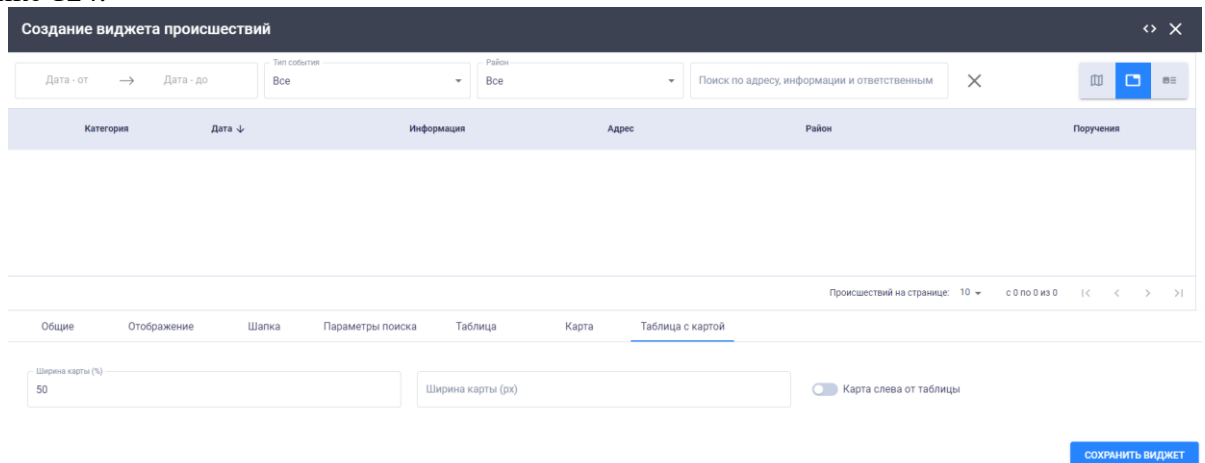 Создание виджета происшествий
Дата - от → Дата - до
Тип события
Все
Район
Все
Поиск по адресу, информации и ответственным
Категория Дата ↓ Информация Адрес Район Поручения
Происшествий на странице: 10 с 0 по 0 из 0
Общие Отображение Шапка Параметры поиска Таблица Карта Таблица с картой
Ширина карты (%)
50
Ширина карты (px)
Карта слева от таблицы
СОХРАНИТЬ ВИДЖЕТ